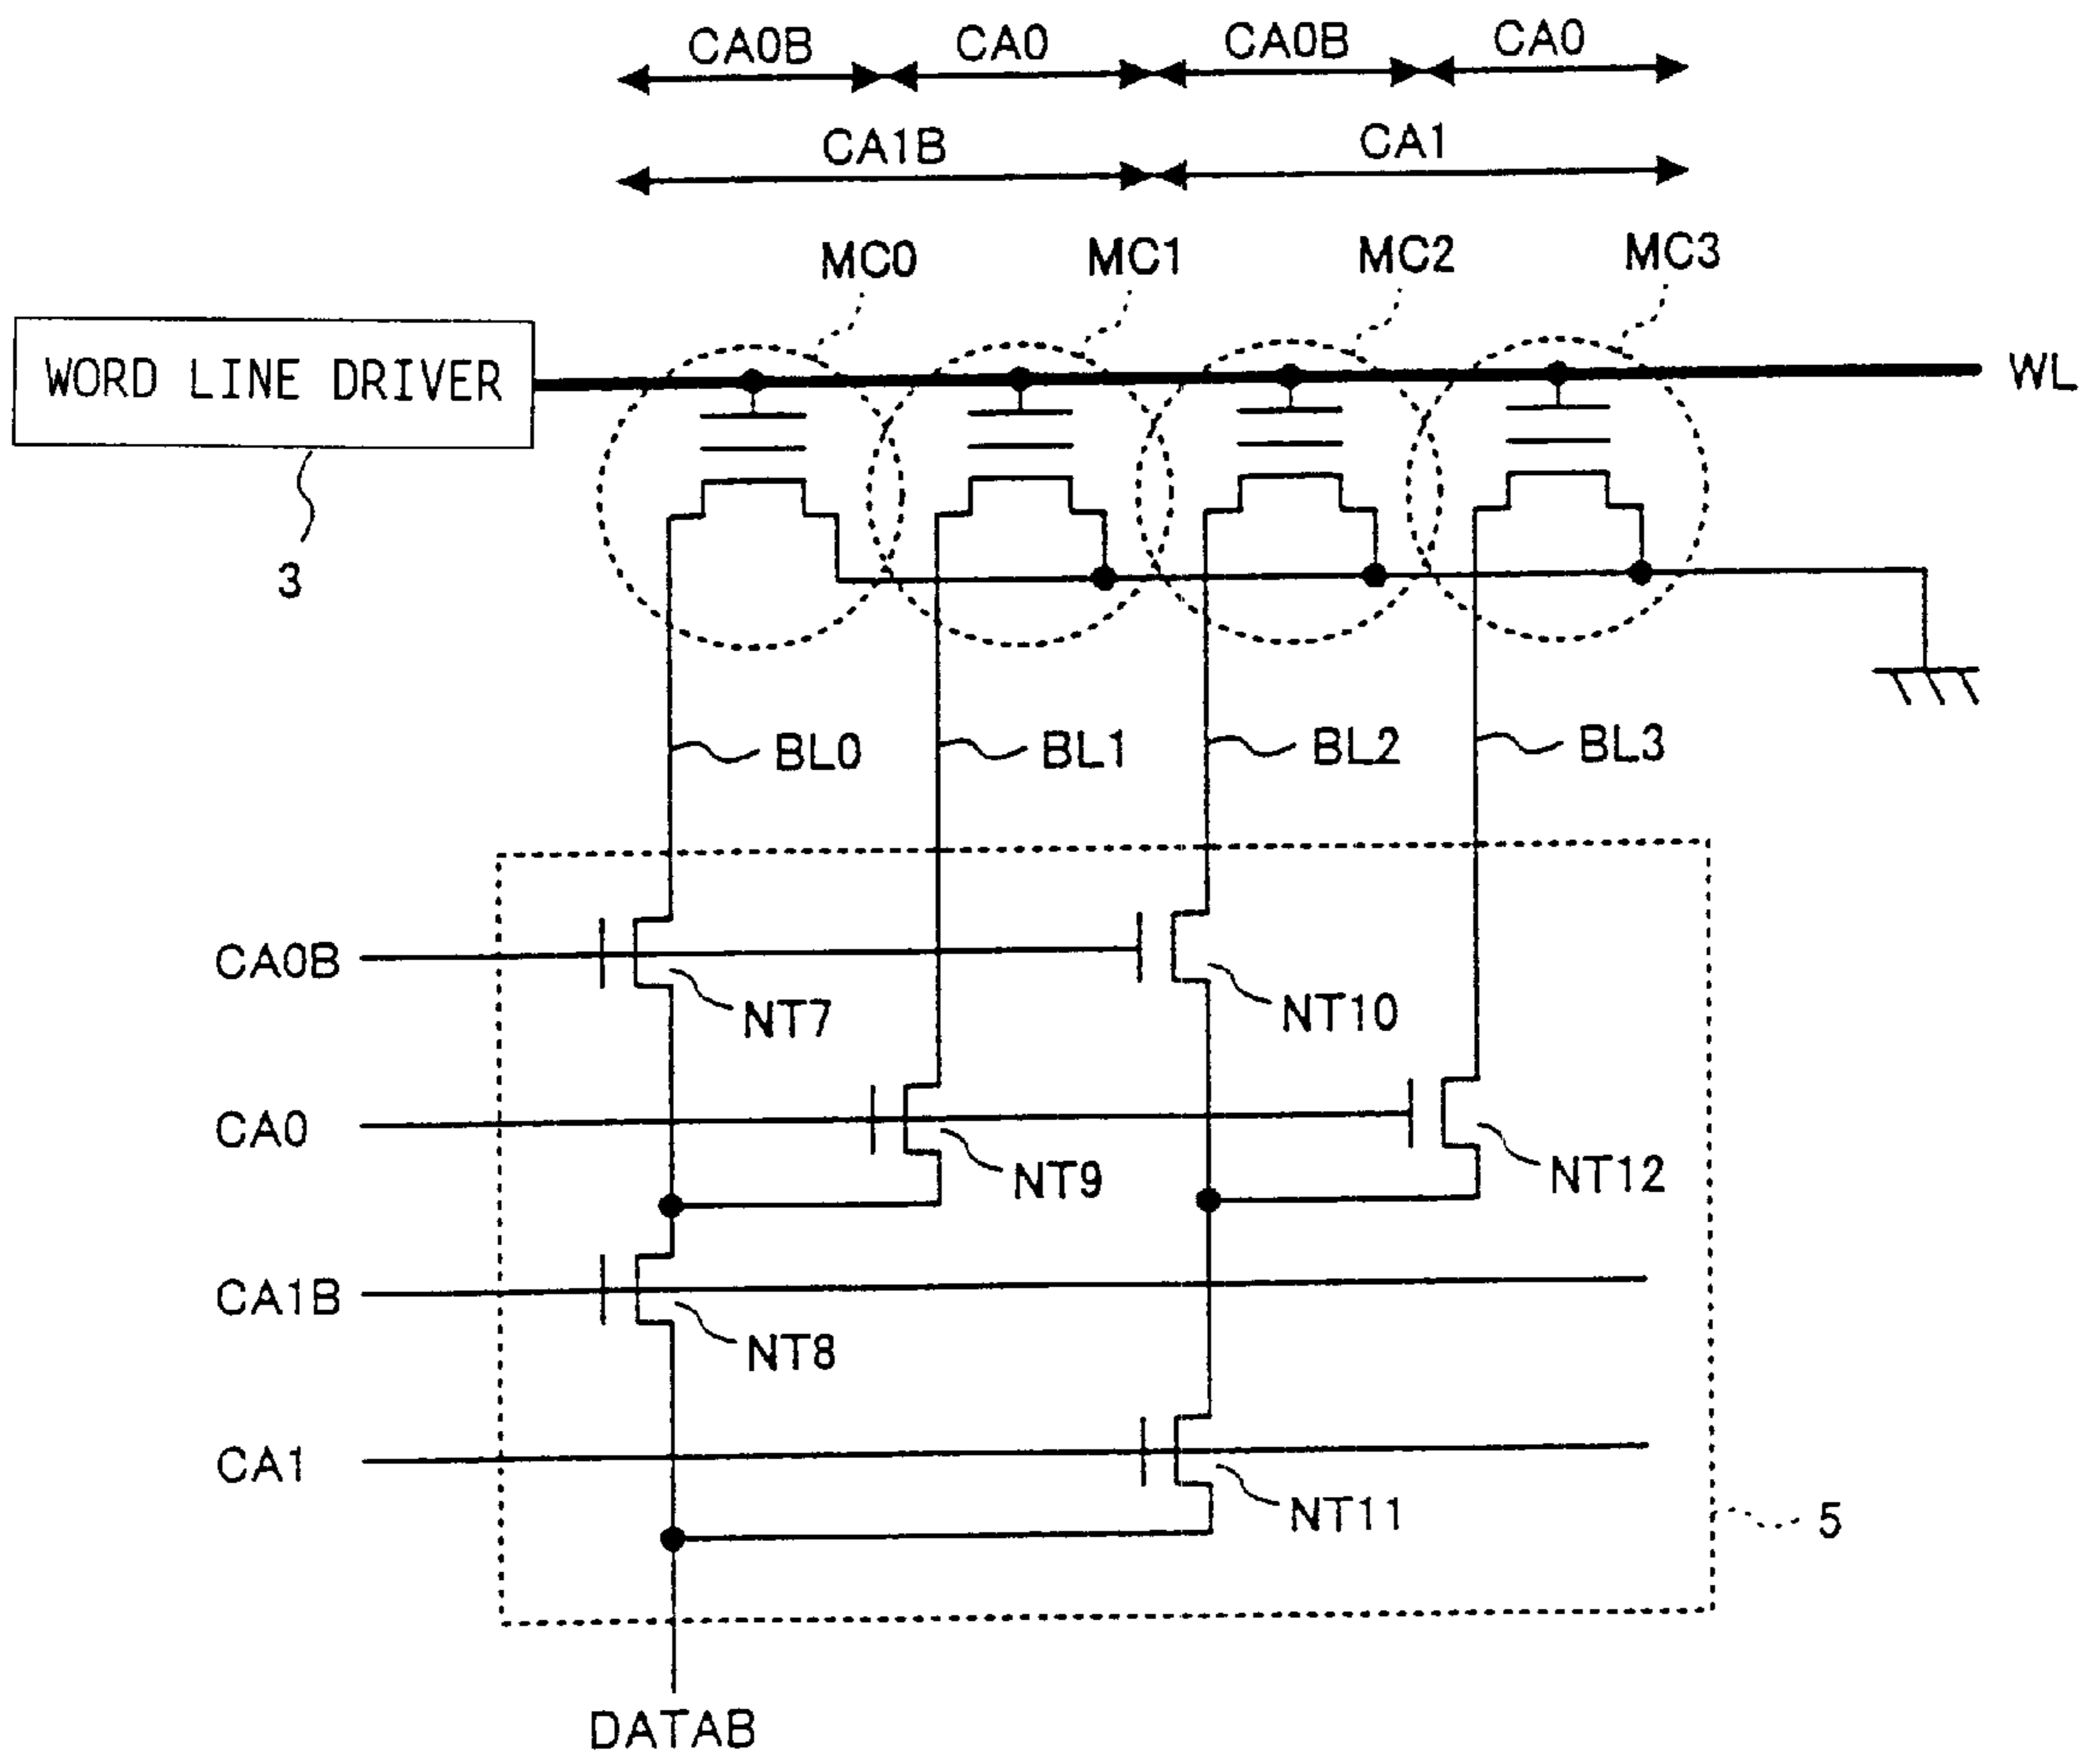 CA0B CA0 CA0B CA0
CA1B CA1
MC0 MC1 MC2 MC3
WORD LINE DRIVER
WL
3
BL0 BL1 BL2 BL3
CA0B
NT7 NT10
CA0
NT9 NT12
CA1B
NT8
CA1
NT11
5
DATAB